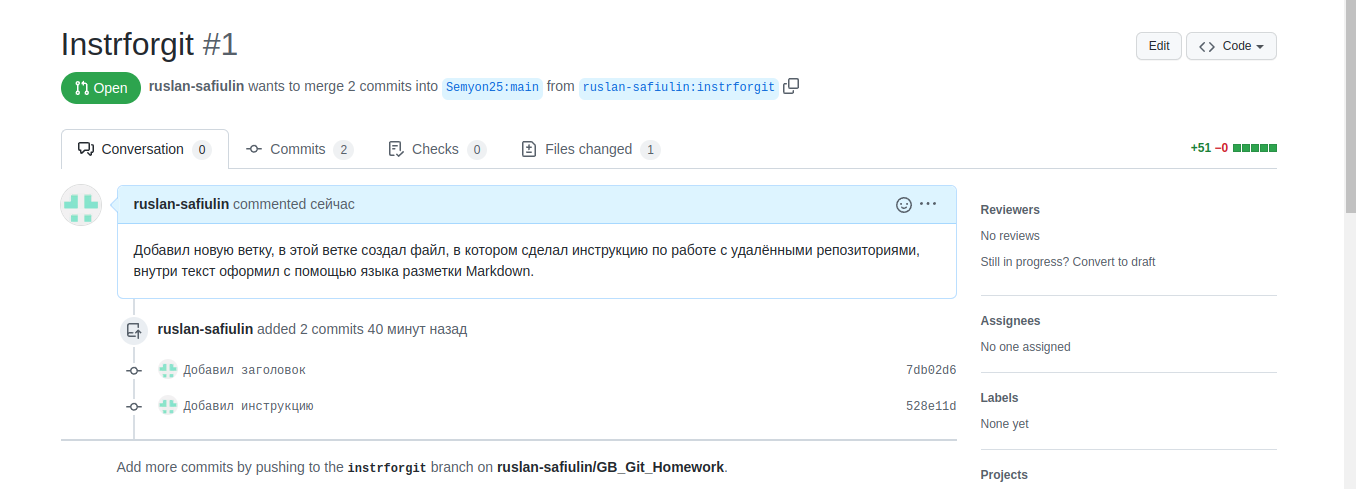 Instrforgit #1
Edit
Code
Open
ruslan-safiulin wants to merge 2 commits into Semyon25:main from ruslan-safiulin:instrforgit
Conversation 0
Commits 2
Checks 0
Files changed 1
+51 −0
ruslan-safiulin commented сейчас
Добавил новую ветку, в этой ветке создал файл, в котором сделал инструкцию по работе с удалёнными репозиториями,
внутри текст оформил с помощью языка разметки Markdown.
ruslan-safiulin added 2 commits 40 минут назад
Добавил заголовок 7db02d6
Добавил инструкцию 528e11d
Add more commits by pushing to the instrforgit branch on ruslan-safiulin/GB_Git_Homework.
Reviewers
No reviews
Still in progress? Convert to draft
Assignees
No one assigned
Labels
None yet
Projects